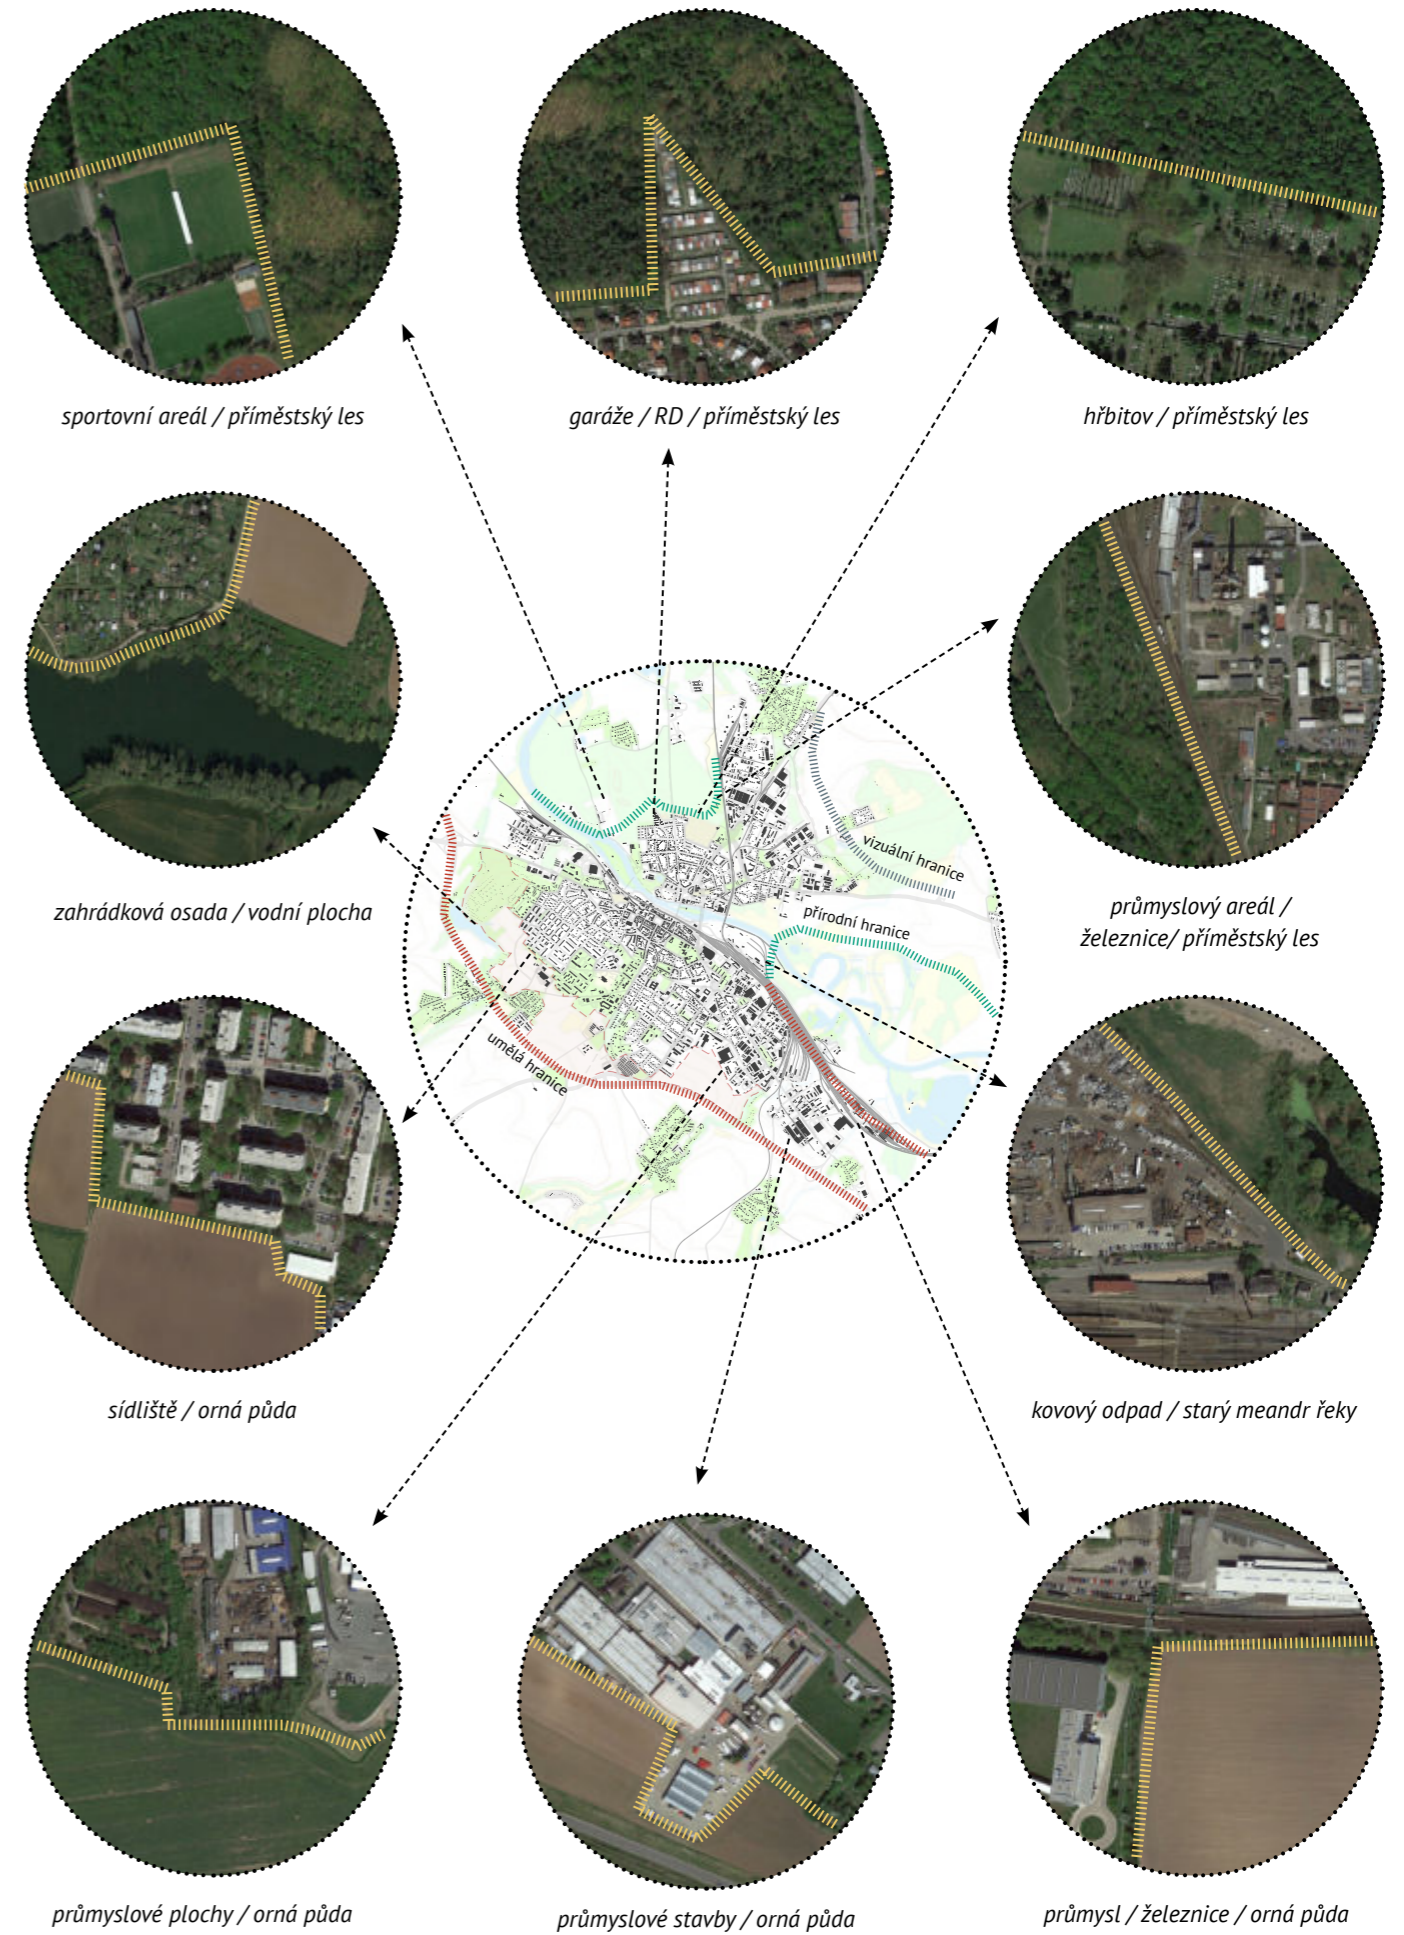 sportovní areál / příměstský les
garáže / RD / příměstský les
hřbitov / příměstský les
zahrádková osada / vodní plocha
průmyslový areál /
železnice/ příměstský les
vizuální hranice
přírodní hranice
umělá hranice
sídliště / orná půda
kovový odpad / starý meandr řeky
průmyslové plochy / orná půda
průmyslové stavby / orná půda
průmysl / železnice / orná půda